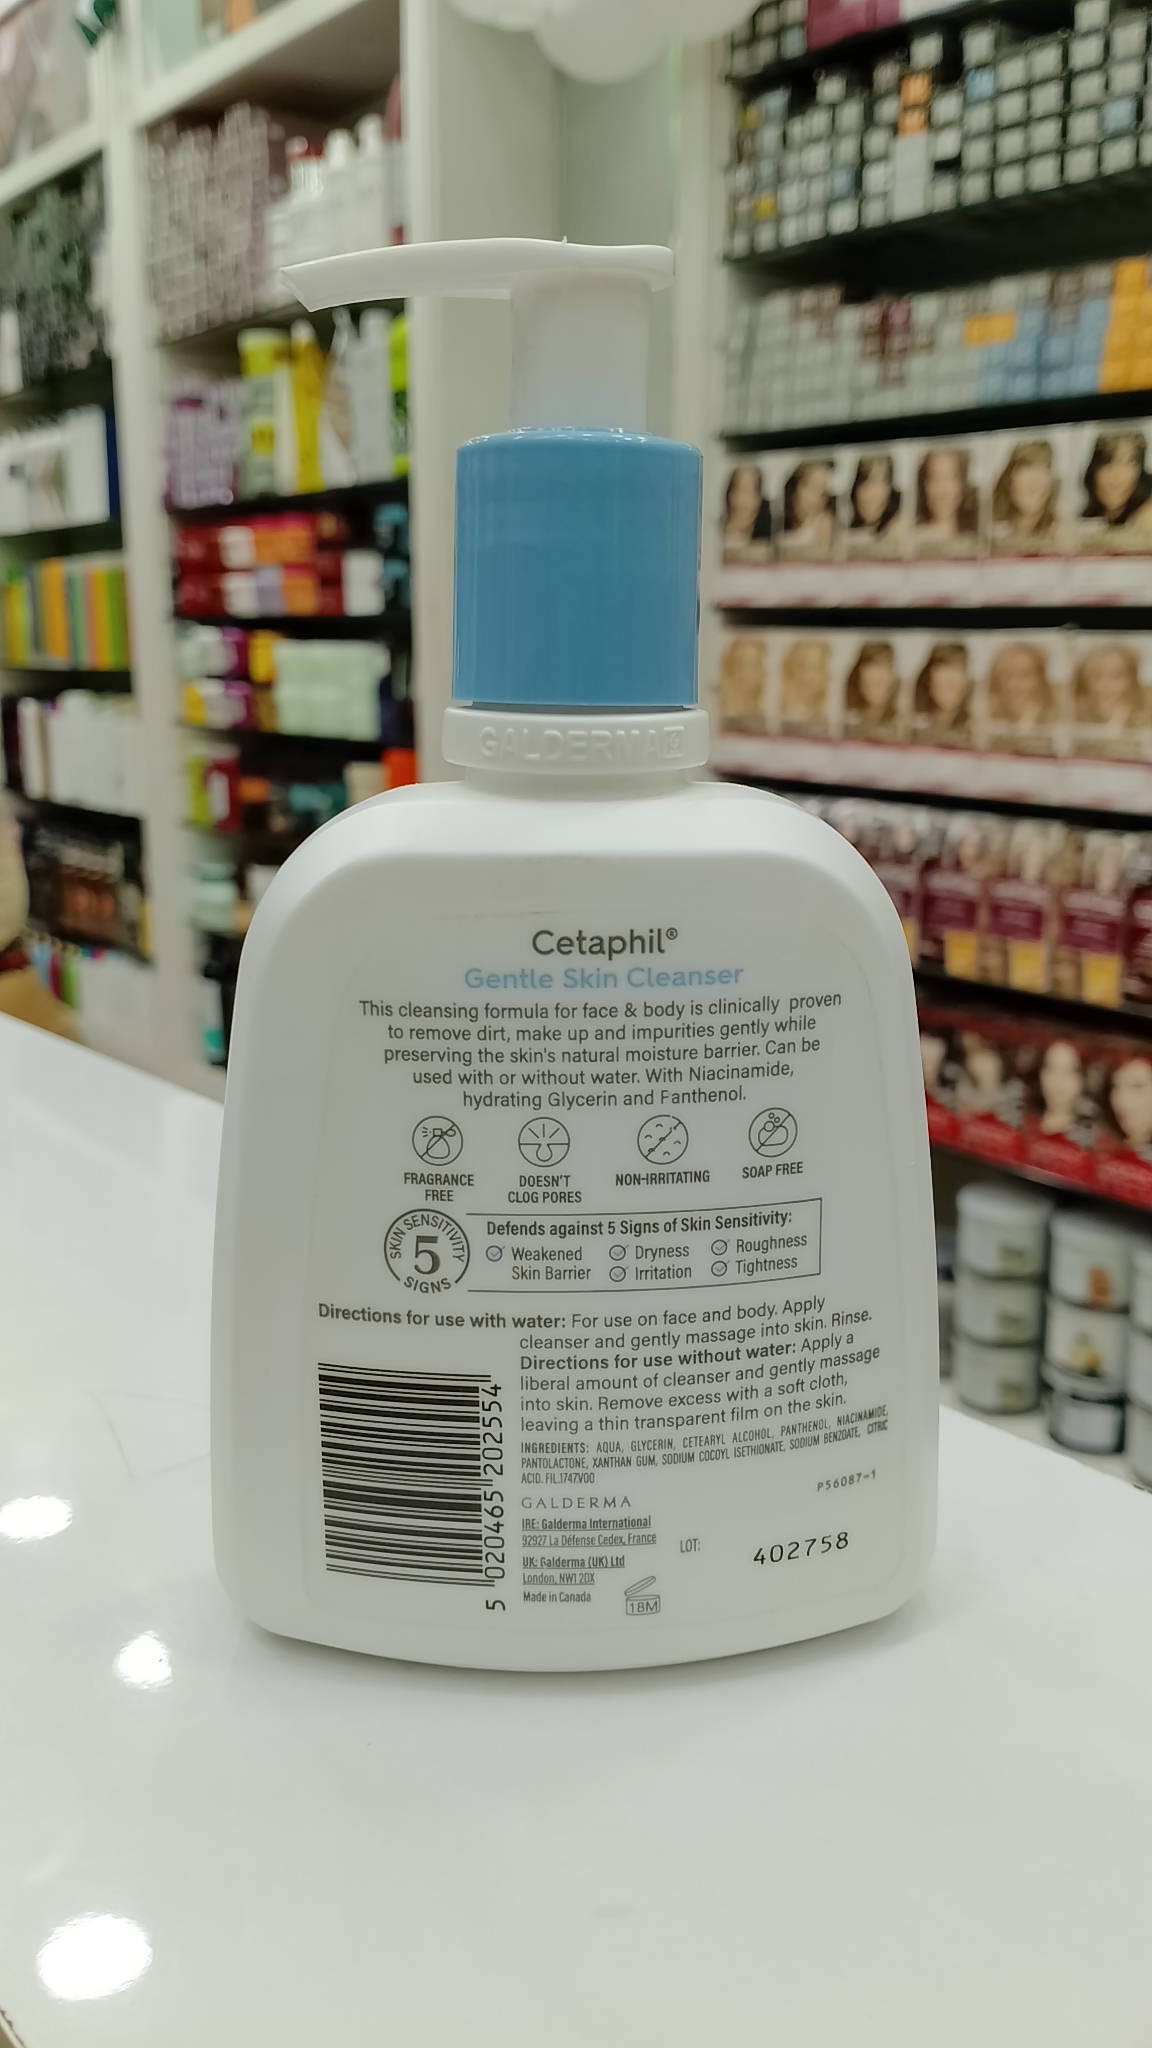 GALDERMA
Cetaphil®
Gentle Skin Cleanser
This cleansing formula for face & body is clinically proven
to remove dirt, make up and impurities gently while
preserving the skin's natural moisture barrier. Can be
used with or without water. With Niacinamide,
hydrating Glycerin and Fanthenol.
FRAGRANCE
FREE
DOESN'T
CLOG PORES
NON-IRRITATING
SOAP FREE
SKIN SENSITIVITY
5
SIGNS
Defends against 5 Signs of Skin Sensitivity:
Weakened
Skin Barrier
Dryness
Irritation
Roughness
Tightness
Directions for use with water: For use on face and body. Apply
cleanser and gently massage into skin. Rinse.
Directions for use without water: Apply a
liberal amount of cleanser and gently massage
into skin. Remove excess with a soft cloth,
leaving a thin transparent film on the skin.
INGREDIENTS: AQUA, GLYCERIN, CETEARYL ALCOHOL, PANTHENOL, NIACINAMIDE,
PANTOLACTONE, XANTHAN GUM, SODIUM COCOYL ISETHIONATE, SODIUM BENZOATE, CITRIC
ACID. FIL.1747.V00
P56087-1
GALDERMA
IRE: Galderma International
92927 La Défense Cedex, France
UK: Galderma (UK) Ltd
London, NW1 2DX
Made in Canada
18M
LOT:
402758
5 020465 202554